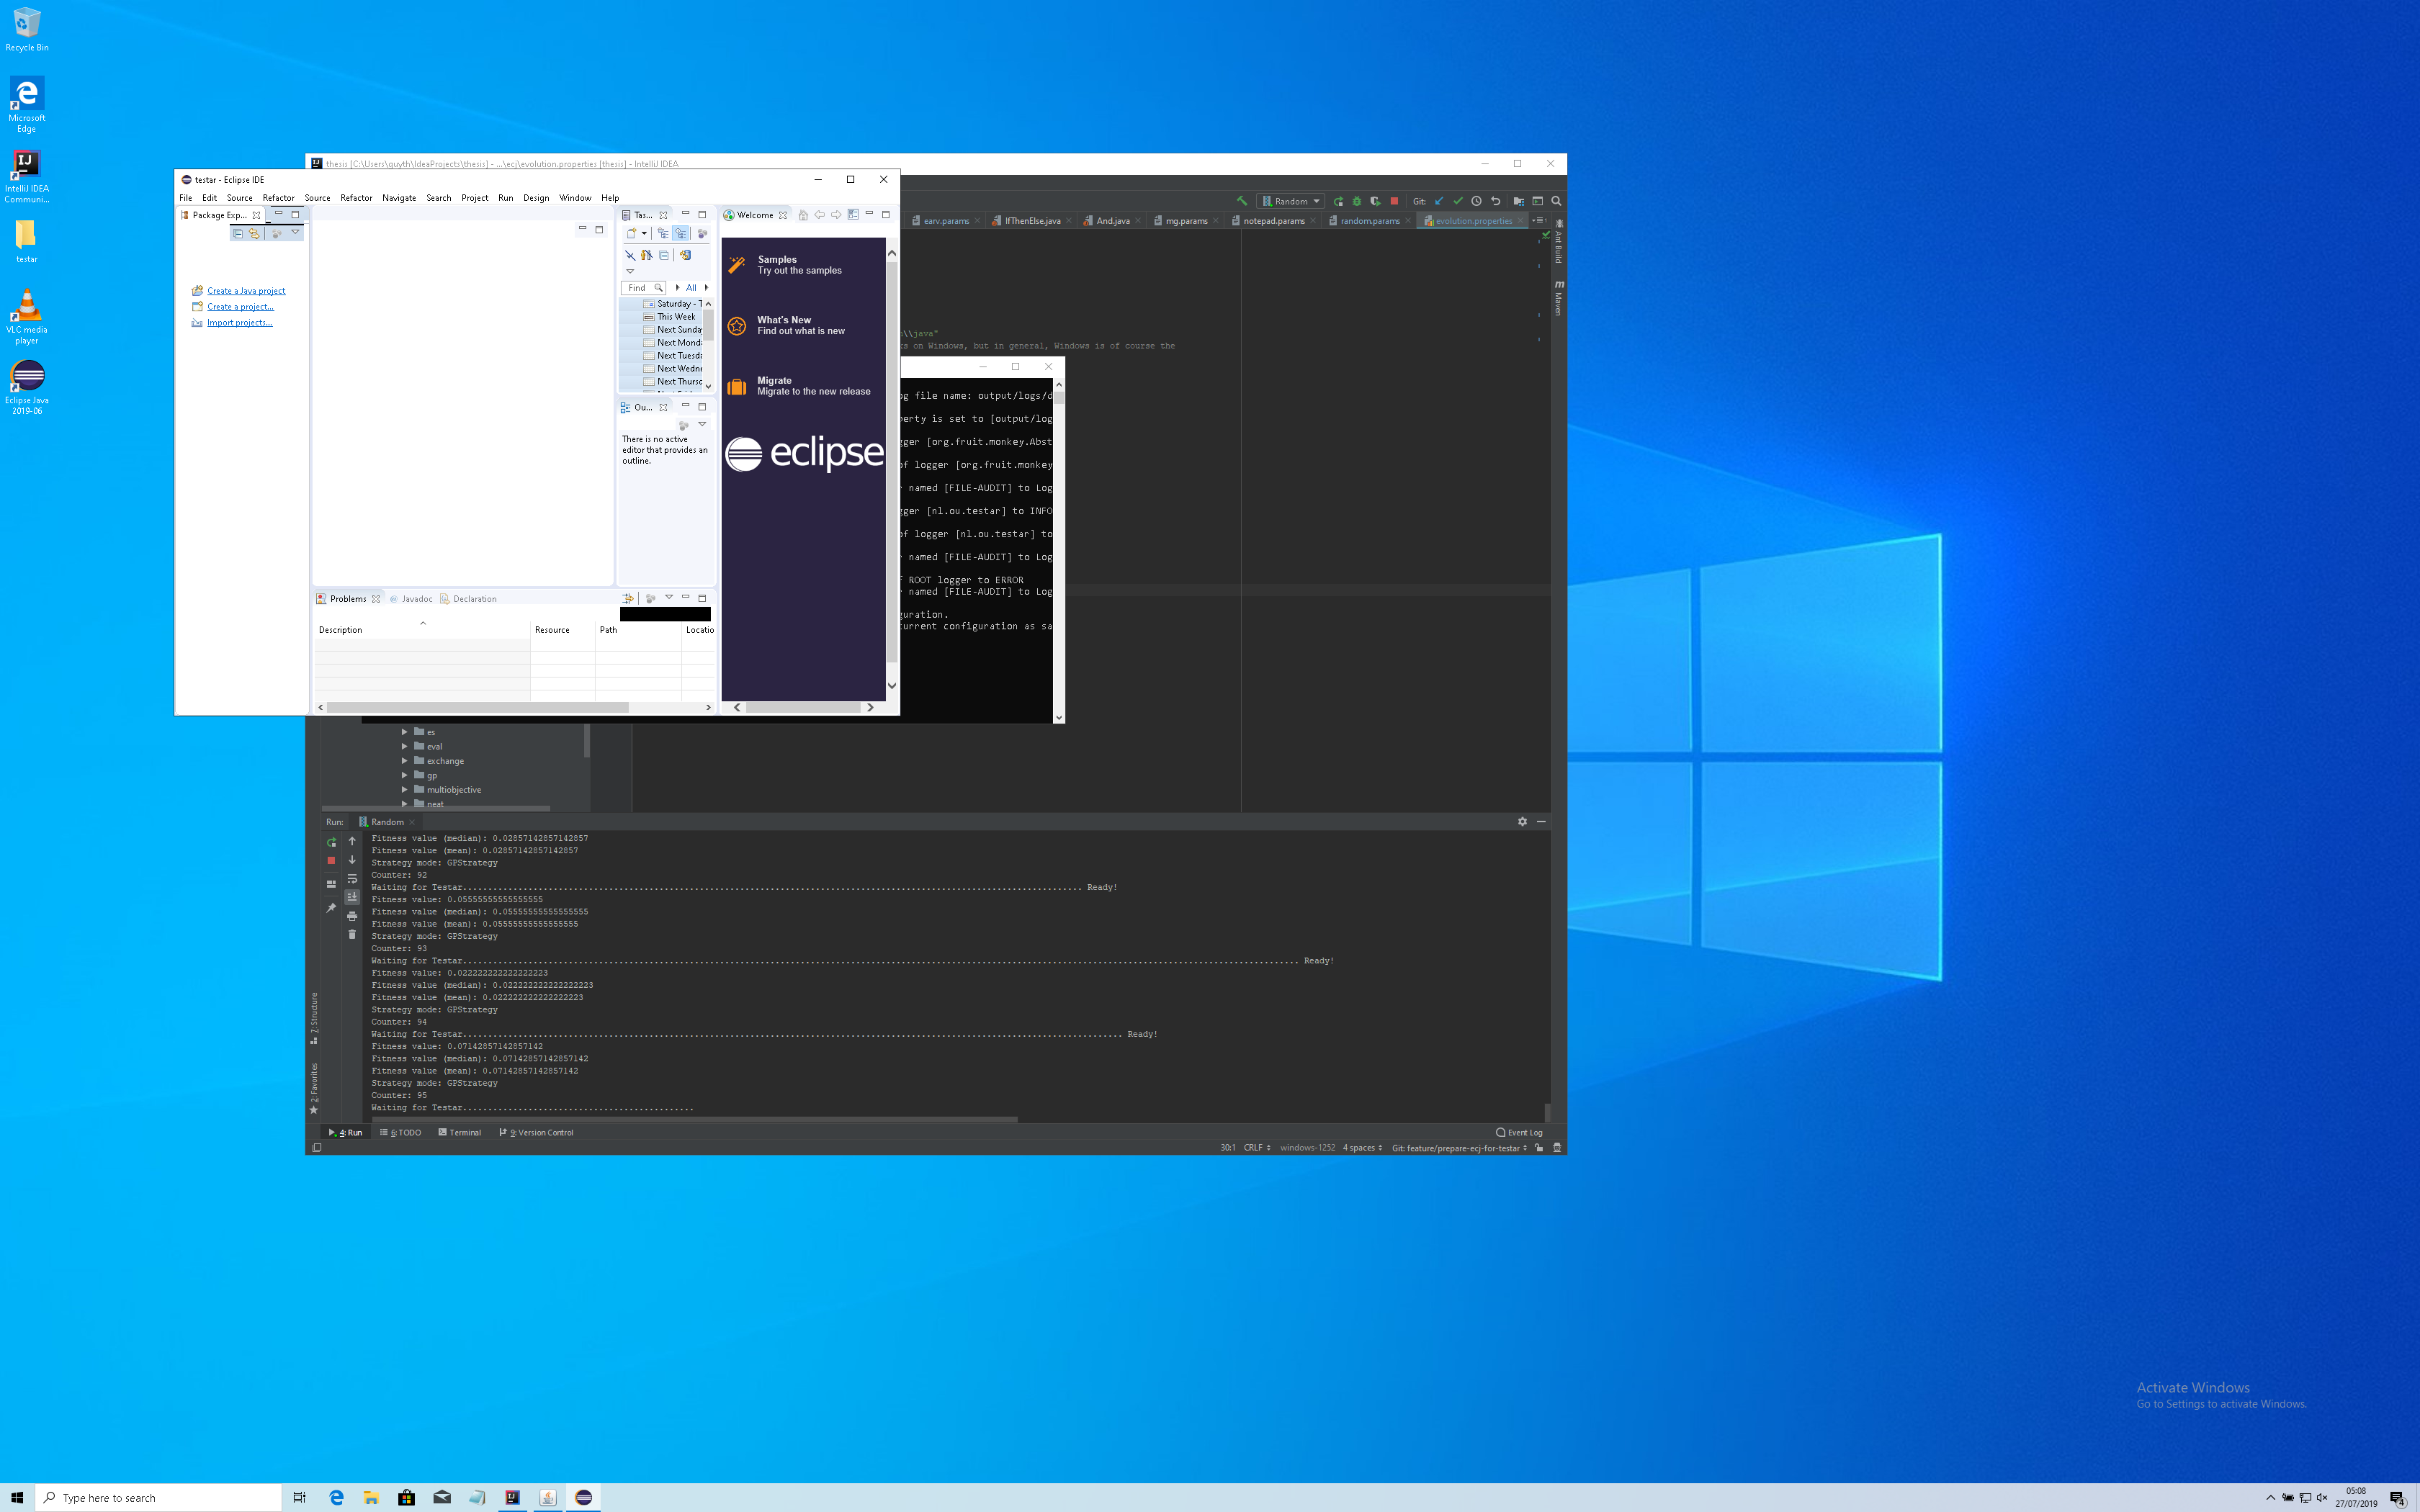 Recycle Bin
Microsoft
Edge
IntelliJ IDEA
Communi...
testar
VLC media
player
Eclipse Java
2019-06
thesis [C:\Users\guyth\IdeaProjects\thesis] - ...\ecj\evolution.properties [thesis] - IntelliJ IDEA
testar - Eclipse IDE
File Edit Source Refactor Source Refactor Navigate Search Project Run Design Window Help
Package Exp...
Create a Java project
Create a project...
Import projects...
Tas...
Find
All
Saturday - T
This Week
Next Sunda
Next Monda
Next Tuesda
Next Wedne
Next Thursd
Ou...
There is no active
editor that provides an
outline.
Welcome
Samples
Try out the samples
What's New
Find out what is new
Migrate
Migrate to the new release
eclipse
Problems Javadoc Declaration
Description Resource Path Locatio
Random Git:
earv.params IfThenElse.java And.java mg.params notepad.params random.params evolution.properties
Ant Build
Maven
\\java"
ks on Windows, but in general, Windows is of course the
og file name: output/logs/d
perty is set to [output/log
gger [org.fruit.monkey.Abst
of logger [org.fruit.monkey
r named [FILE-AUDIT] to Log
gger [nl.ou.testar] to INFO
of logger [nl.ou.testar] to
r named [FILE-AUDIT] to Log
f ROOT logger to ERROR
r named [FILE-AUDIT] to Log
guration.
current configuration as sa
es
eval
exchange
gp
multiobjective
neat
Run: Random
Fitness value (median): 0.02857142857142857
Fitness value (mean): 0.02857142857142857
Strategy mode: GPStrategy
Counter: 92
Waiting for Testar........................................................................................................................... Ready!
Fitness value: 0.05555555555555555
Fitness value (median): 0.05555555555555555
Fitness value (mean): 0.05555555555555555
Strategy mode: GPStrategy
Counter: 93
Waiting for Testar...................................................................................................................................................................... Ready!
Fitness value: 0.022222222222222223
Fitness value (median): 0.022222222222222223
Fitness value (mean): 0.022222222222222223
Strategy mode: GPStrategy
Counter: 94
Waiting for Testar................................................................................................................................... Ready!
Fitness value: 0.07142857142857142
Fitness value (median): 0.07142857142857142
Fitness value (mean): 0.07142857142857142
Strategy mode: GPStrategy
Counter: 95
Waiting for Testar..............................................
7: Structure
2: Favorites
4: Run 6: TODO Terminal 9: Version Control
Event Log
30:1 CRLF windows-1252 4 spaces Git: feature/prepare-ecj-for-testar
Activate Windows
Go to Settings to activate Windows.
Type here to search
05:08
27/07/2019
4